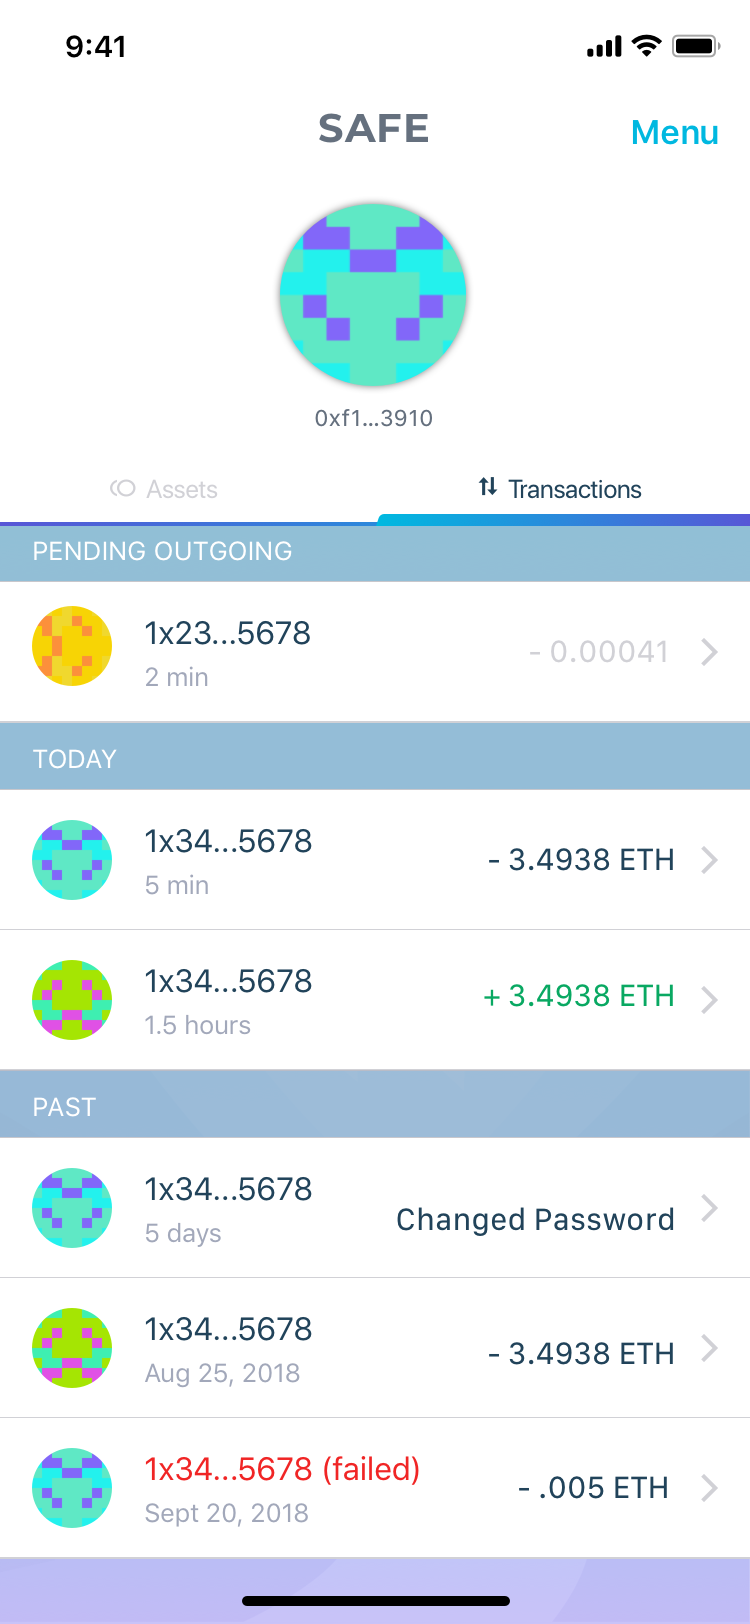 9:41
SAFE
Menu
0xf1...3910
Assets
Transactions
PENDING OUTGOING
1x23...5678
- 0.00041
2 min
TODAY
1x34...5678
- 3.4938 ETH
5 min
1x34...5678
+ 3.4938 ETH
1.5 hours
PAST
1x34...5678
Changed Password
5 days
1x34...5678
- 3.4938 ETH
Aug 25, 2018
1x34...5678 (failed)
- .005 ETH
Sept 20, 2018